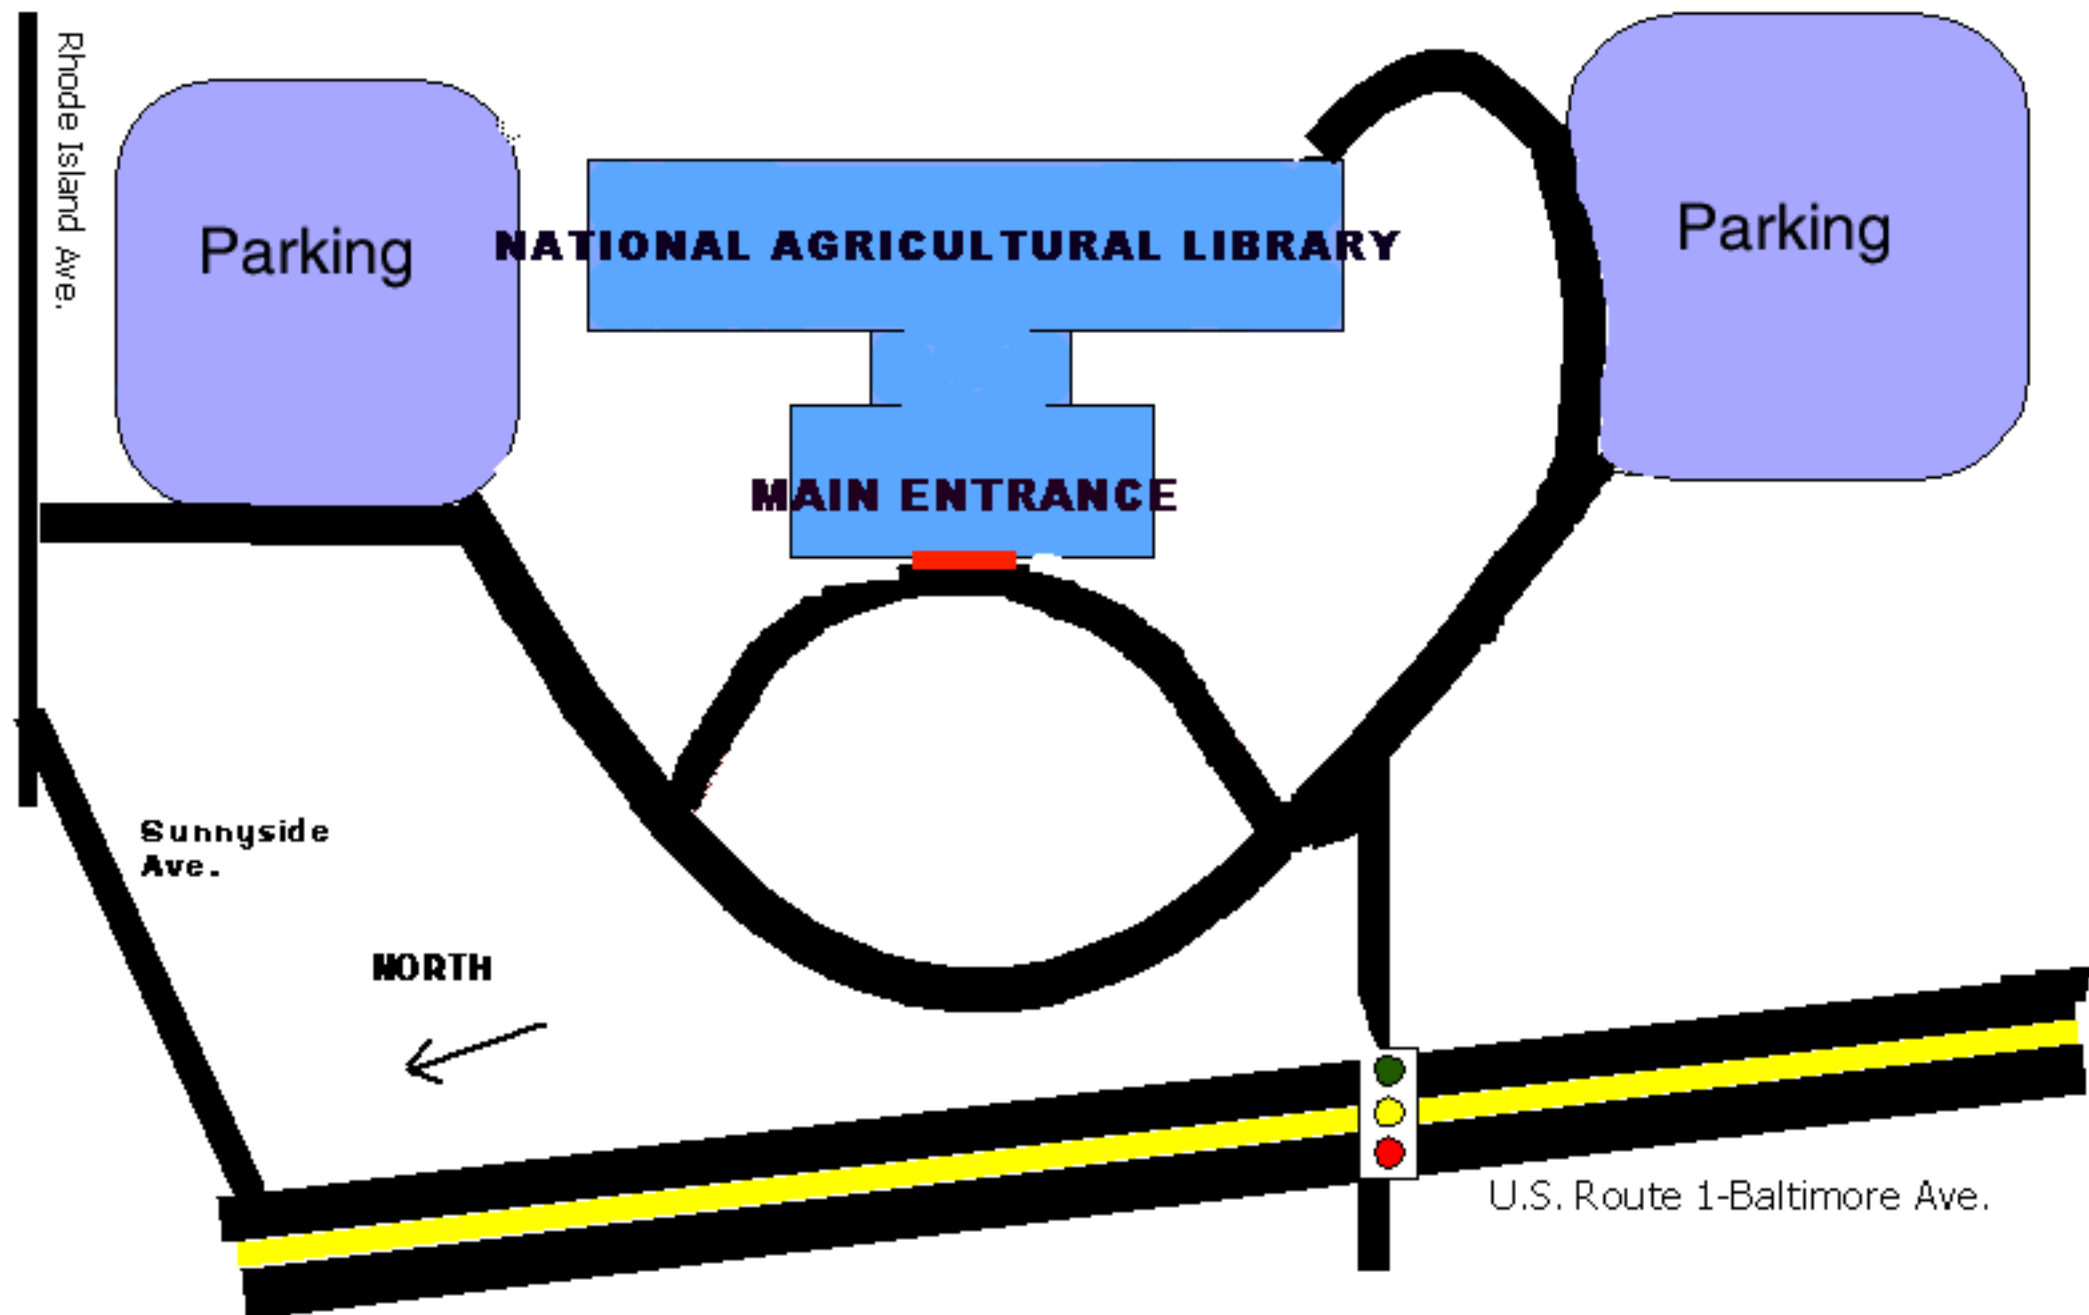 Rhode Island Ave.
Parking
Parking
NATIONAL AGRICULTURAL LIBRARY
MAIN ENTRANCE
Sunnyside
Ave.
NORTH
U.S. Route 1-Baltimore Ave.